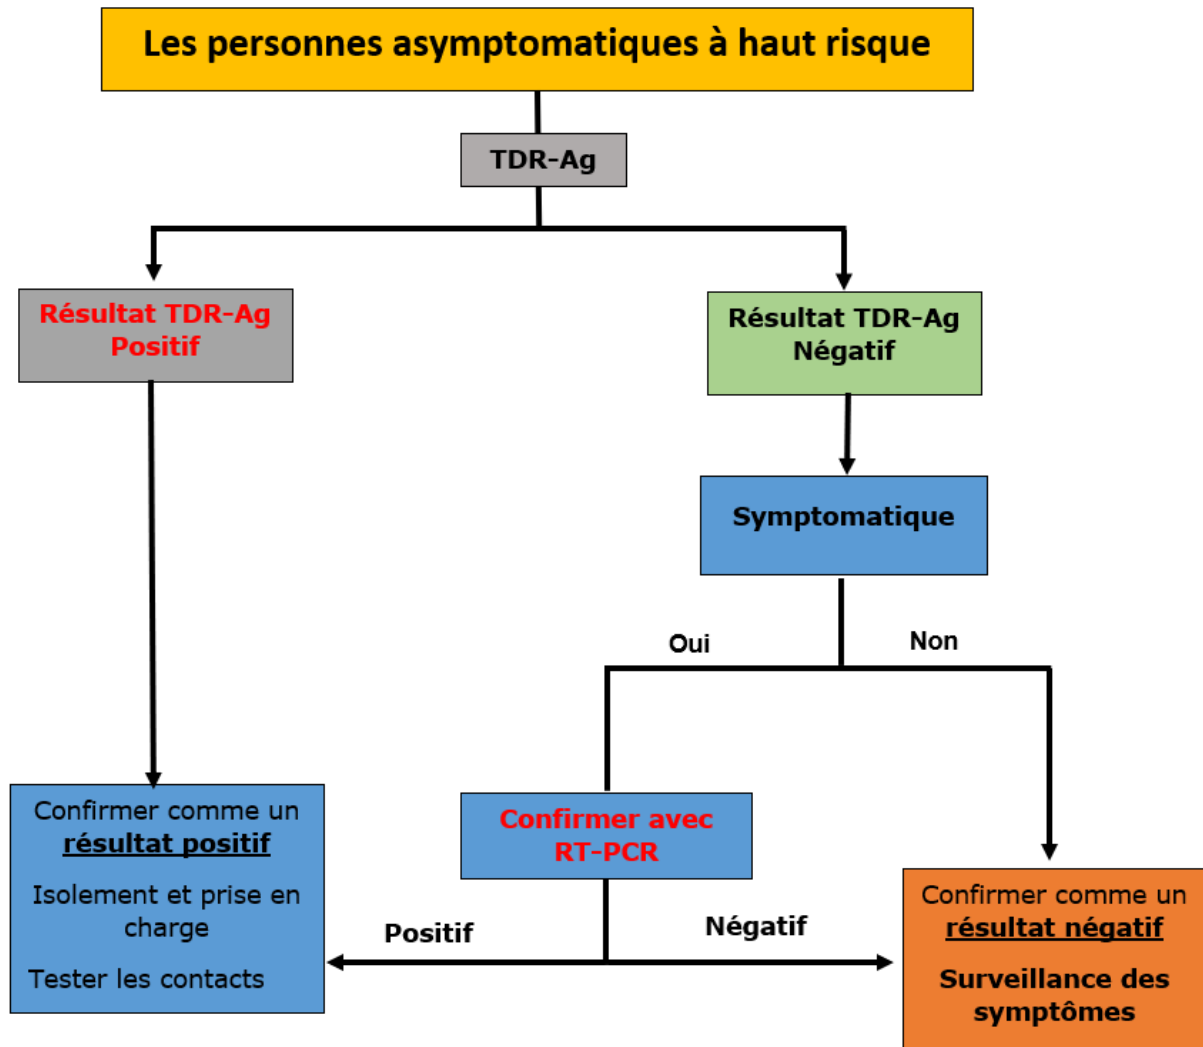 Les personnes asymptomatiques à haut risque
TDR-Ag
Résultat TDR-Ag
Positif
Résultat TDR-Ag
Négatif
Symptomatique
Oui
Non
Confirmer comme un
résultat positif
Isolement et prise en
charge
Tester les contacts
Confirmer avec
RT-PCR
Positif
Négatif
Confirmer comme un
résultat négatif
Surveillance des
symptômes